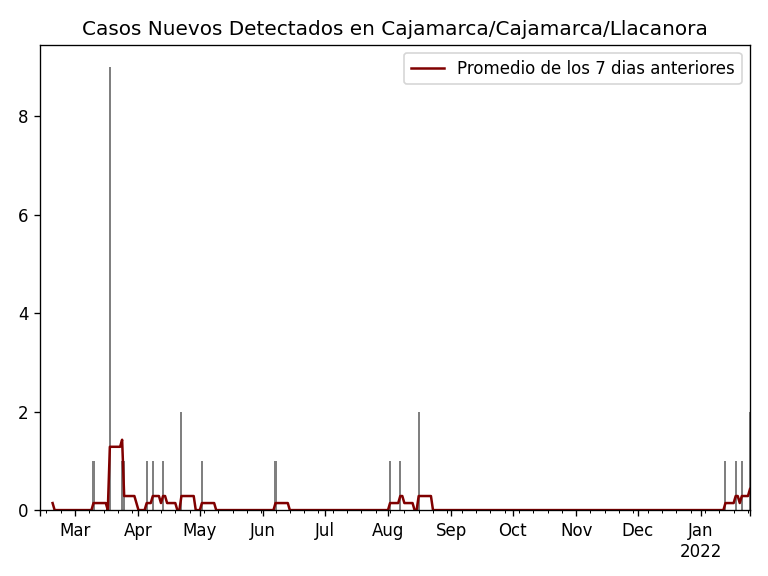 Casos Nuevos Detectados en Cajamarca/Cajamarca/Llacanora
Promedio de los 7 dias anteriores
8
6
4
2
0
Mar Apr May Jun Jul Aug Sep Oct Nov Dec Jan
2022